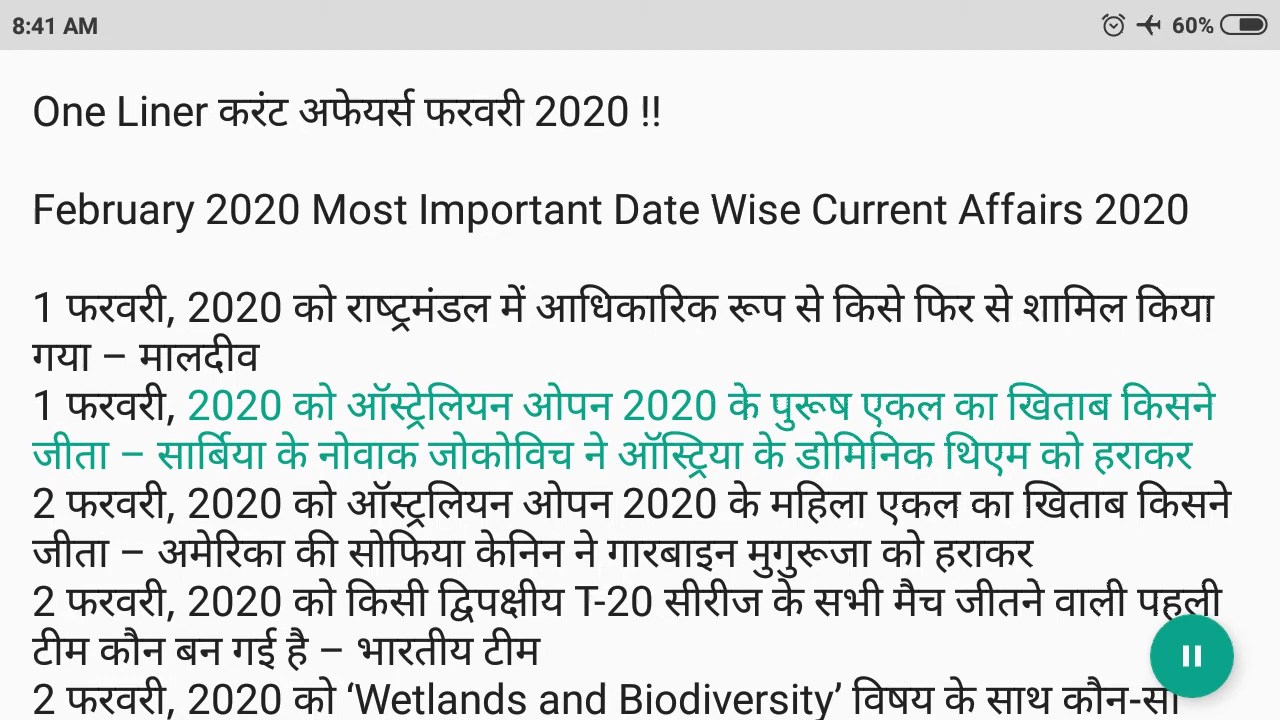 8:41 AM
60%
One Liner करंट अफेयर्स फरवरी 2020 !!
February 2020 Most Important Date Wise Current Affairs 2020
1 फरवरी, 2020 को राष्ट्रमंडल में आधिकारिक रूप से किसे फिर से शामिल किया
गया – मालदीव
1 फरवरी, 2020 को ऑस्ट्रेलियन ओपन 2020 के पुरूष एकल का खिताब किसने
जीता – सार्बिया के नोवाक जोकोविच ने ऑस्ट्रिया के डोमिनिक थिएम को हराकर
2 फरवरी, 2020 को ऑस्ट्रलियन ओपन 2020 के महिला एकल का खिताब किसने
जीता – अमेरिका की सोफिया केनिन ने गारबाइन मुगुरूजा को हराकर
2 फरवरी, 2020 को किसी द्विपक्षीय T-20 सीरीज के सभी मैच जीतने वाली पहली
टीम कौन बन गई है – भारतीय टीम
2 फरवरी, 2020 को ‘Wetlands and Biodiversity’ विषय के साथ कौन-सा